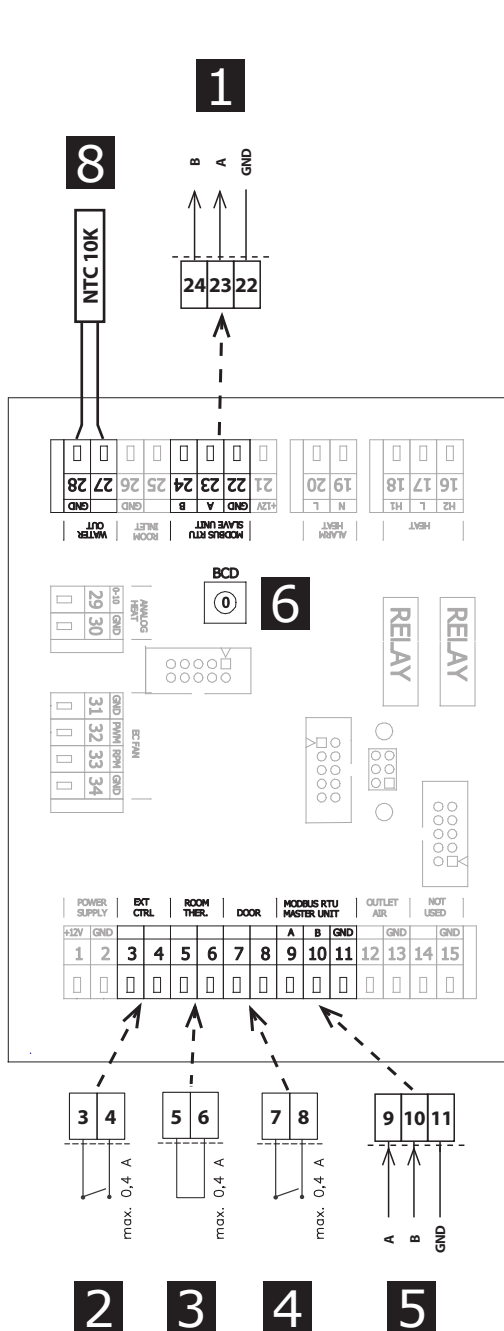 1
B A GND
8
NTC 10K
24 23 22
28 27 26 25 24 23 22 21 20 19 18 17 16
GND GND B A GND +12V L N H1 L H2
WATER OUT
ROOM INLET
MODBUS RTU SLAVE UNIT
ALARM HEAT
HEAT
BCD
0
6
29 0-10
30 GND
ANALOG HEAT
RELAY RELAY
31 GND
32 PWM
33 RPM
34 GND
EC FAN
POWER SUPPLY
EXT CTRL
ROOM THER.
DOOR
MODBUS RTU MASTER UNIT
OUTLET AIR
NOT USED
+12V GND A B GND GND GND
1 2 3 4 5 6 7 8 9 10 11 12 13 14 15
3 4
5 6
7 8
9 10 11
max. 0,4 A
max. 0,4 A
max. 0,4 A
A B GND
2 3 4 5